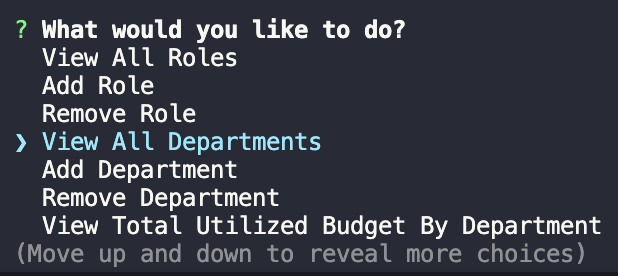 ? What would you like to do?
View All Roles
Add Role
Remove Role
❯ View All Departments
Add Department
Remove Department
View Total Utilized Budget By Department
(Move up and down to reveal more choices)